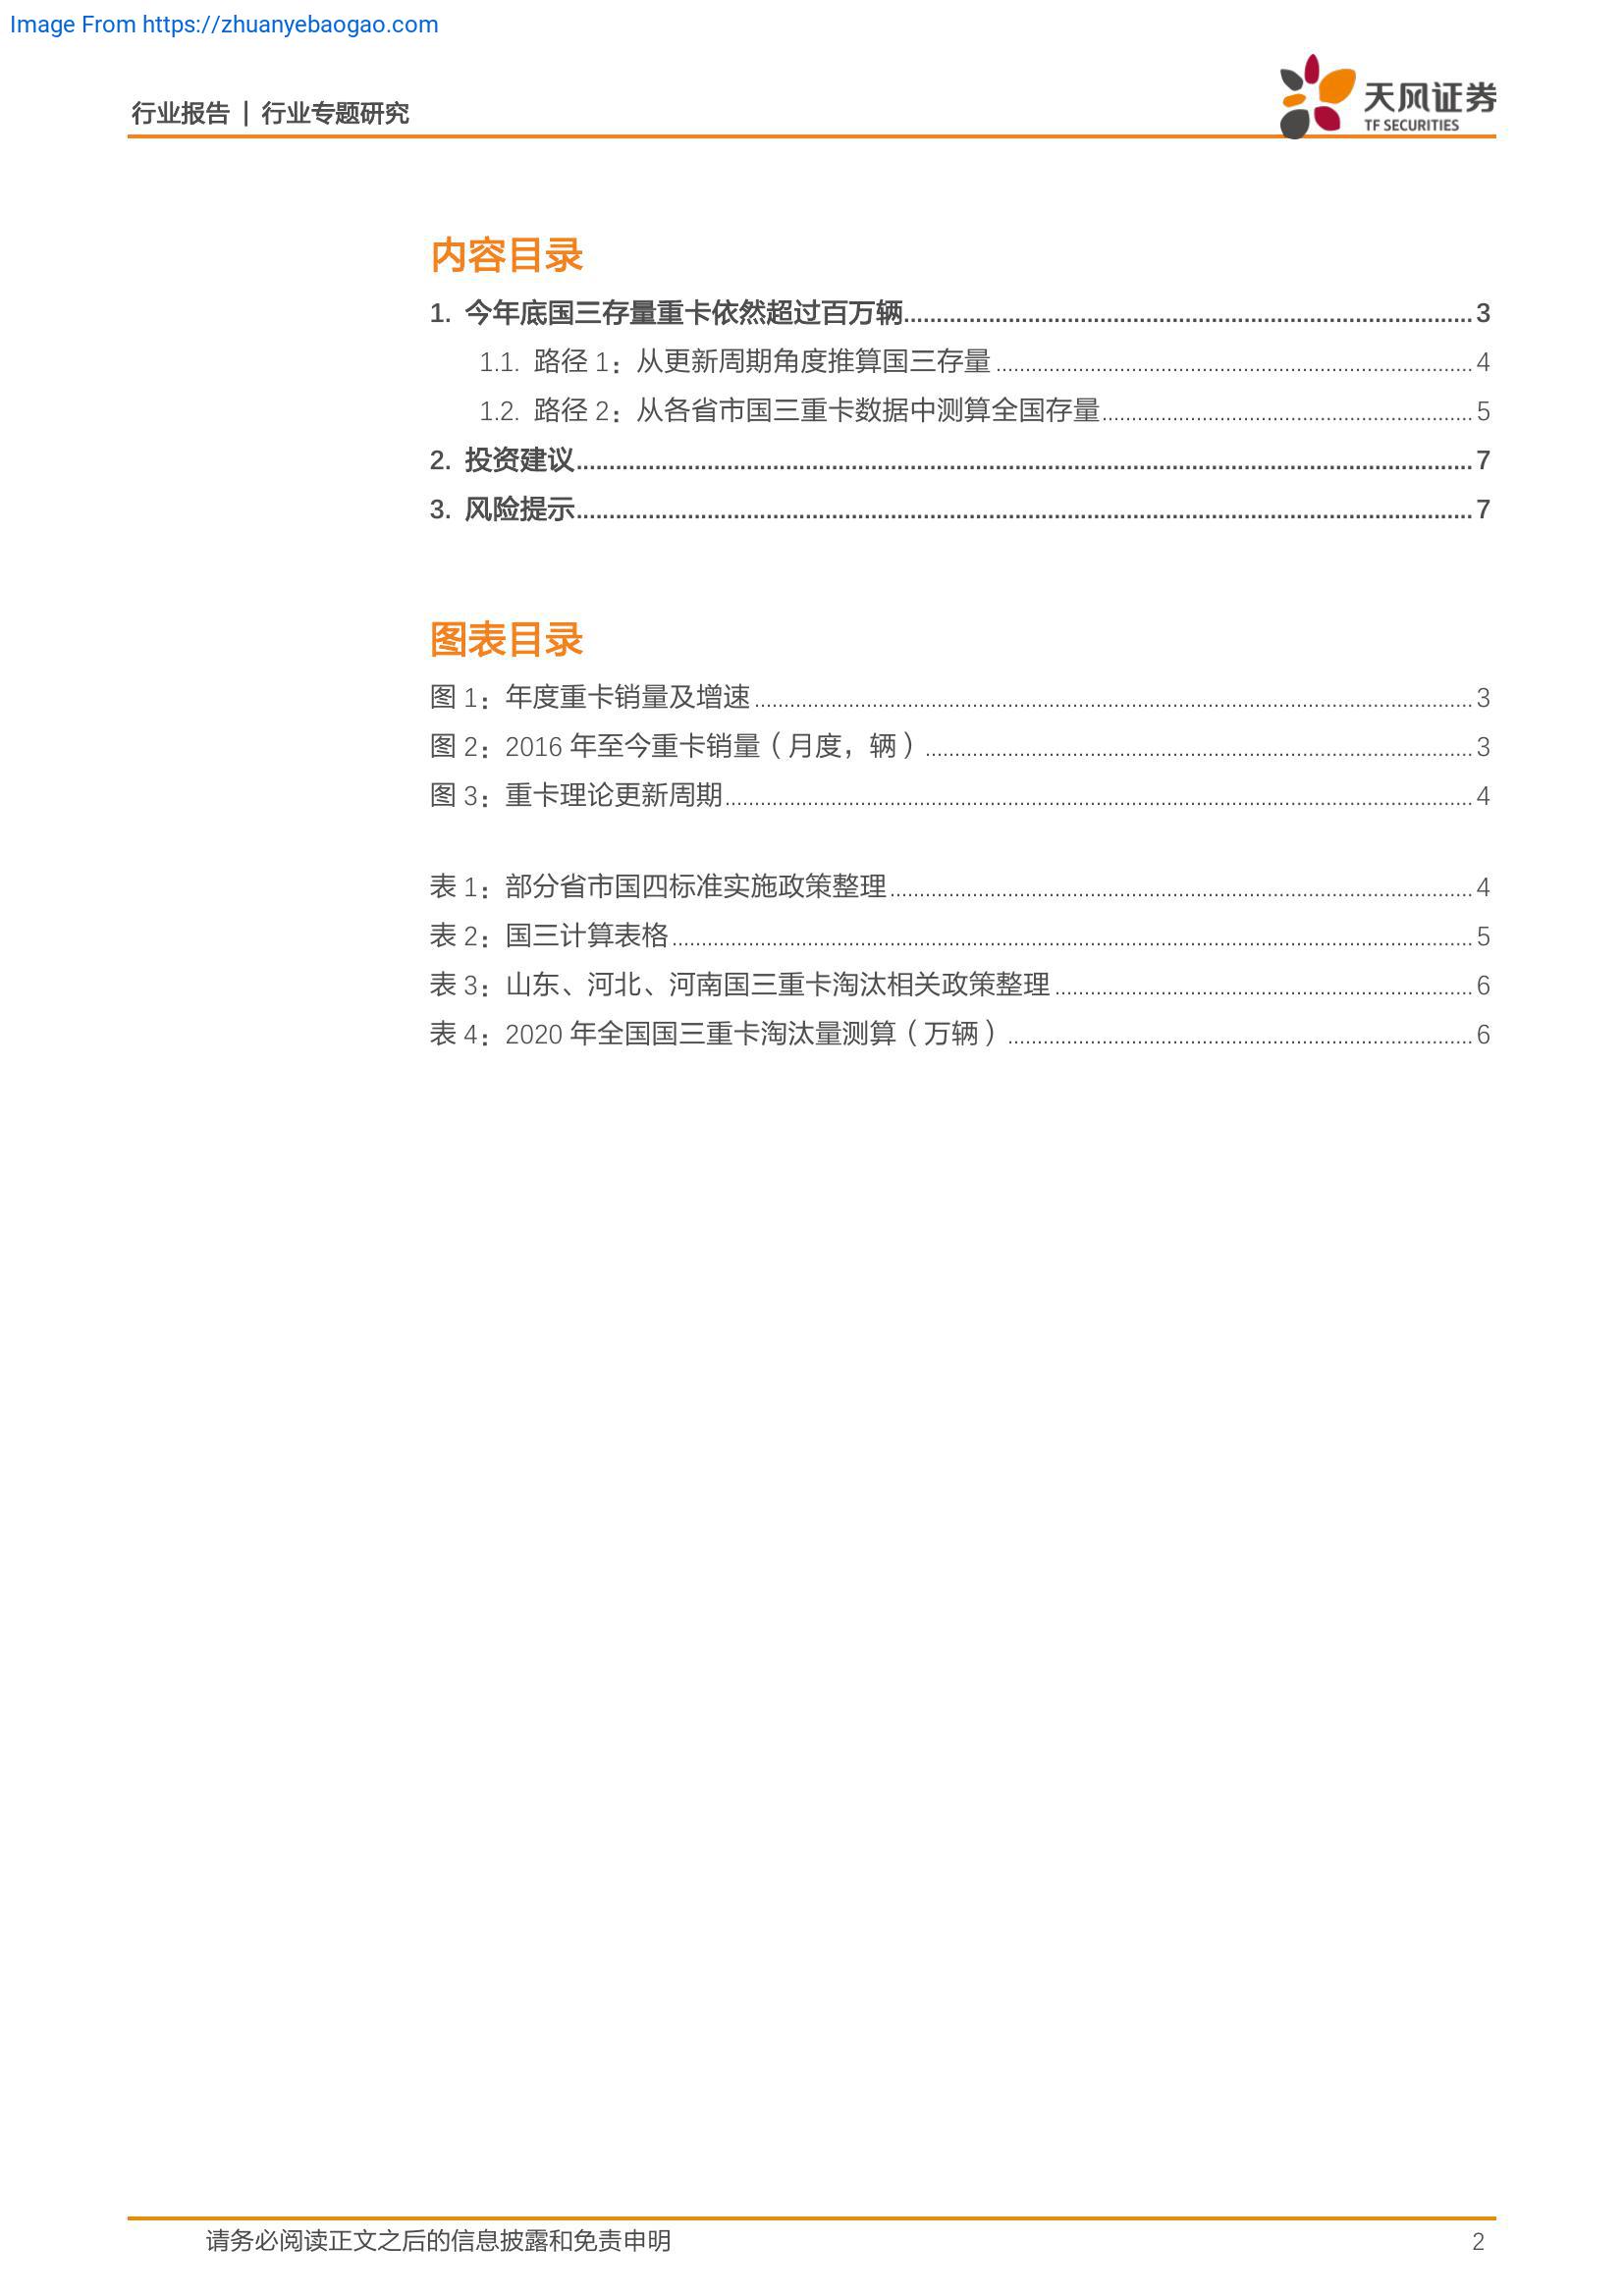 Image From https://zhuanyebaogao.com
行业报告 | 行业专题研究
天风证券
TF SECURITIES
内容目录
1. 今年底国三存量重卡依然超过百万辆 3
1.1. 路径 1：从更新周期角度推算国三存量 4
1.2. 路径 2：从各省市国三重卡数据中测算全国存量 5
2. 投资建议 7
3. 风险提示 7
图表目录
图 1：年度重卡销量及增速 3
图 2：2016 年至今重卡销量（月度，辆） 3
图 3：重卡理论更新周期 4
表 1：部分省市国四标准实施政策整理 4
表 2：国三计算表格 5
表 3：山东、河北、河南国三重卡淘汰相关政策整理 6
表 4：2020 年全国国三重卡淘汰量测算（万辆） 6
请务必阅读正文之后的信息披露和免责申明 2